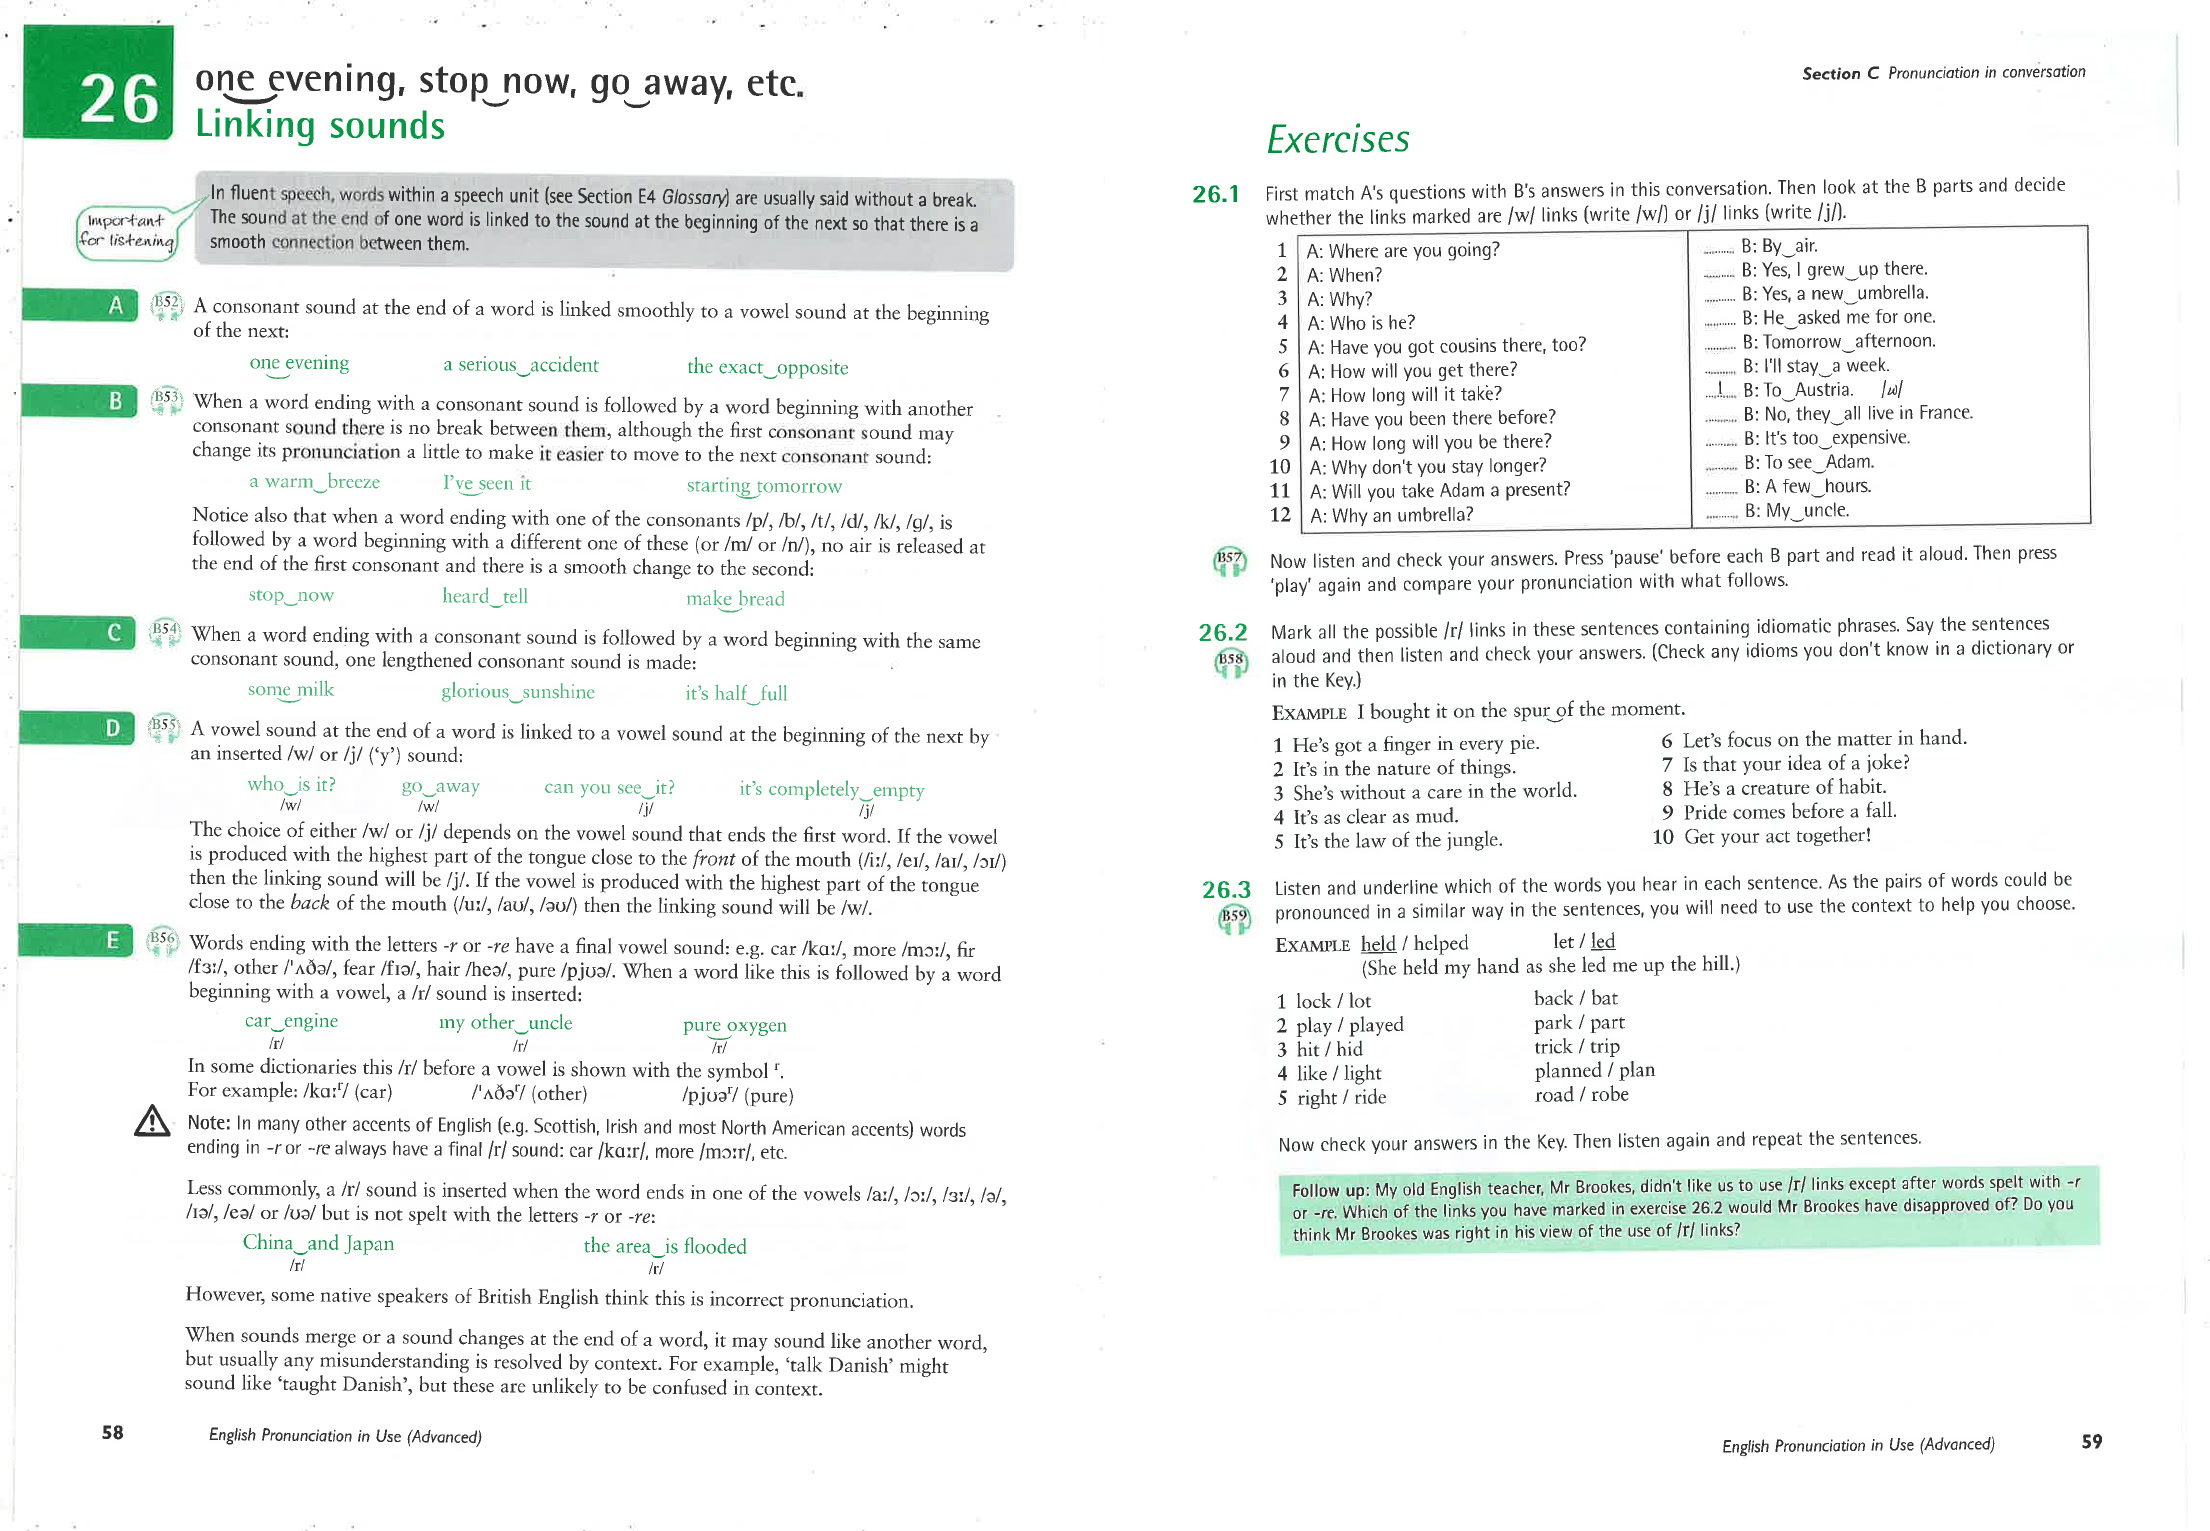 26
one evening, stop now, go away, etc.
Linking sounds
Important
for listening
In fluent speech, words within a speech unit (see Section E4 Glossary) are usually said without a break.
The sound at the end of one word is linked to the sound at the beginning of the next so that there is a
smooth connection between them.
A B52 A consonant sound at the end of a word is linked smoothly to a vowel sound at the beginning
of the next:
one evening a serious accident the exact opposite
B B53 When a word ending with a consonant sound is followed by a word beginning with another
consonant sound there is no break between them, although the first consonant sound may
change its pronunciation a little to make it easier to move to the next consonant sound:
a warm breeze I've seen it starting tomorrow
Notice also that when a word ending with one of the consonants /p/, /b/, /t/, /d/, /k/, /g/, is
followed by a word beginning with a different one of these (or /m/ or /n/), no air is released at
the end of the first consonant and there is a smooth change to the second:
stop now heard tell make bread
C B54 When a word ending with a consonant sound is followed by a word beginning with the same
consonant sound, one lengthened consonant sound is made:
some milk glorious sunshine it's half full
D B55 A vowel sound at the end of a word is linked to a vowel sound at the beginning of the next by
an inserted /w/ or /j/ ('y') sound:
who is it? go away can you see it? it's completely empty
/w/ /w/ /j/ /j/
The choice of either /w/ or /j/ depends on the vowel sound that ends the first word. If the vowel
is produced with the highest part of the tongue close to the front of the mouth (/iː/, /eɪ/, /aɪ/, /ɔɪ/)
then the linking sound will be /j/. If the vowel is produced with the highest part of the tongue
close to the back of the mouth (/uː/, /aʊ/, /əʊ/) then the linking sound will be /w/.
E B56 Words ending with the letters -r or -re have a final vowel sound: e.g. car /kɑː/, more /mɔː/, fir
/fɜː/, other /'ʌðə/, fear /fɪə/, hair /heə/, pure /pjʊə/. When a word like this is followed by a word
beginning with a vowel, a /r/ sound is inserted:
car engine my other uncle pure oxygen
/r/ /r/ /r/
In some dictionaries this /r/ before a vowel is shown with the symbol ʳ.
For example: /kɑːʳ/ (car) /'ʌðəʳ/ (other) /pjʊəʳ/ (pure)
Note: In many other accents of English (e.g. Scottish, Irish and most North American accents) words
ending in -r or -re always have a final /r/ sound: car /kɑːr/, more /mɔːr/, etc.
Less commonly, a /r/ sound is inserted when the word ends in one of the vowels /aː/, /ɔː/, /ɜː/, /ə/,
/ɪə/, /eə/ or /ʊə/ but is not spelt with the letters -r or -re:
China and Japan the area is flooded
/r/ /r/
However, some native speakers of British English think this is incorrect pronunciation.
When sounds merge or a sound changes at the end of a word, it may sound like another word,
but usually any misunderstanding is resolved by context. For example, 'talk Danish' might
sound like 'taught Danish', but these are unlikely to be confused in context.
58 English Pronunciation in Use (Advanced)
Section C Pronunciation in conversation
Exercises
26.1 First match A's questions with B's answers in this conversation. Then look at the B parts and decide
whether the links marked are /w/ links (write /w/) or /j/ links (write /j/).
1 A: Where are you going? .......... B: By air.
2 A: When? .......... B: Yes, I grew up there.
3 A: Why? .......... B: Yes, a new umbrella.
4 A: Who is he? .......... B: He asked me for one.
5 A: Have you got cousins there, too? .......... B: Tomorrow afternoon.
6 A: How will you get there? .......... B: I'll stay a week.
7 A: How long will it take? ....1.... B: To Austria. /w/
8 A: Have you been there before? .......... B: No, they all live in France.
9 A: How long will you be there? .......... B: It's too expensive.
10 A: Why don't you stay longer? .......... B: To see Adam.
11 A: Will you take Adam a present? .......... B: A few hours.
12 A: Why an umbrella? .......... B: My uncle.
B57 Now listen and check your answers. Press 'pause' before each B part and read it aloud. Then press
'play' again and compare your pronunciation with what follows.
26.2 Mark all the possible /r/ links in these sentences containing idiomatic phrases. Say the sentences
B58 aloud and then listen and check your answers. (Check any idioms you don't know in a dictionary or
in the Key.)
EXAMPLE I bought it on the spur of the moment.
1 He's got a finger in every pie. 6 Let's focus on the matter in hand.
2 It's in the nature of things. 7 Is that your idea of a joke?
3 She's without a care in the world. 8 He's a creature of habit.
4 It's as clear as mud. 9 Pride comes before a fall.
5 It's the law of the jungle. 10 Get your act together!
26.3 Listen and underline which of the words you hear in each sentence. As the pairs of words could be
B59 pronounced in a similar way in the sentences, you will need to use the context to help you choose.
EXAMPLE held / helped let / led
(She held my hand as she led me up the hill.)
1 lock / lot back / bat
2 play / played park / part
3 hit / hid trick / trip
4 like / light planned / plan
5 right / ride road / robe
Now check your answers in the Key. Then listen again and repeat the sentences.
Follow up: My old English teacher, Mr Brookes, didn't like us to use /r/ links except after words spelt with -r
or -re. Which of the links you have marked in exercise 26.2 would Mr Brookes have disapproved of? Do you
think Mr Brookes was right in his view of the use of /r/ links?
English Pronunciation in Use (Advanced) 59